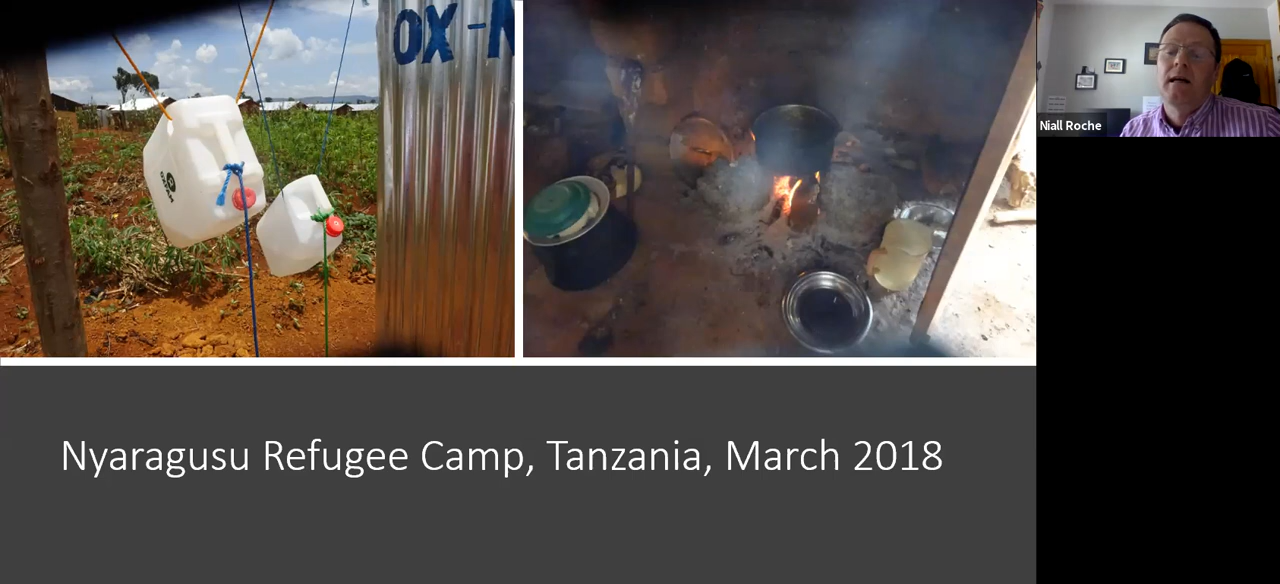 OX-N
Niall Roche
Nyaragusu Refugee Camp, Tanzania, March 2018